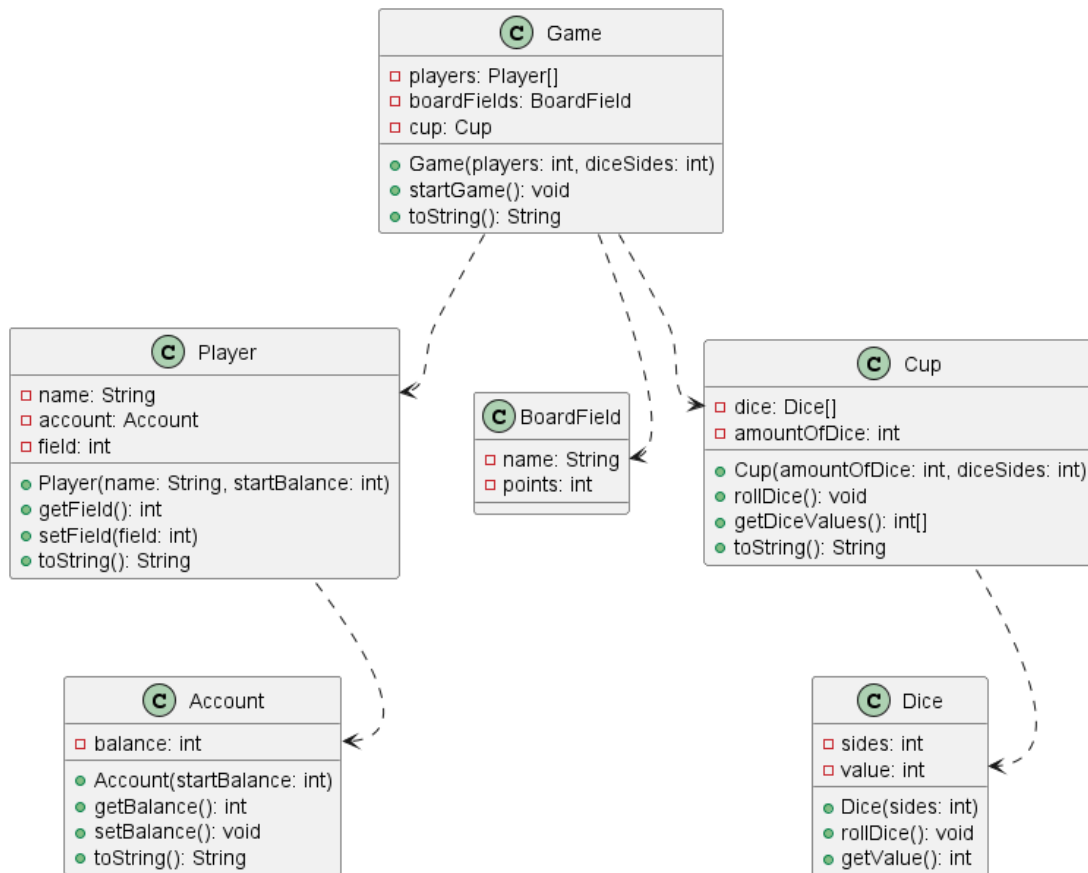 C Game
players: Player[]
boardFields: BoardField
cup: Cup
Game(players: int, diceSides: int)
startGame(): void
toString(): String
C Player
name: String
account: Account
field: int
Player(name: String, startBalance: int)
getField(): int
setField(field: int)
toString(): String
C BoardField
name: String
points: int
C Cup
dice: Dice[]
amountOfDice: int
Cup(amountOfDice: int, diceSides: int)
rollDice(): void
getDiceValues(): int[]
toString(): String
C Account
balance: int
Account(startBalance: int)
getBalance(): int
setBalance(): void
toString(): String
C Dice
sides: int
value: int
Dice(sides: int)
rollDice(): void
getValue(): int